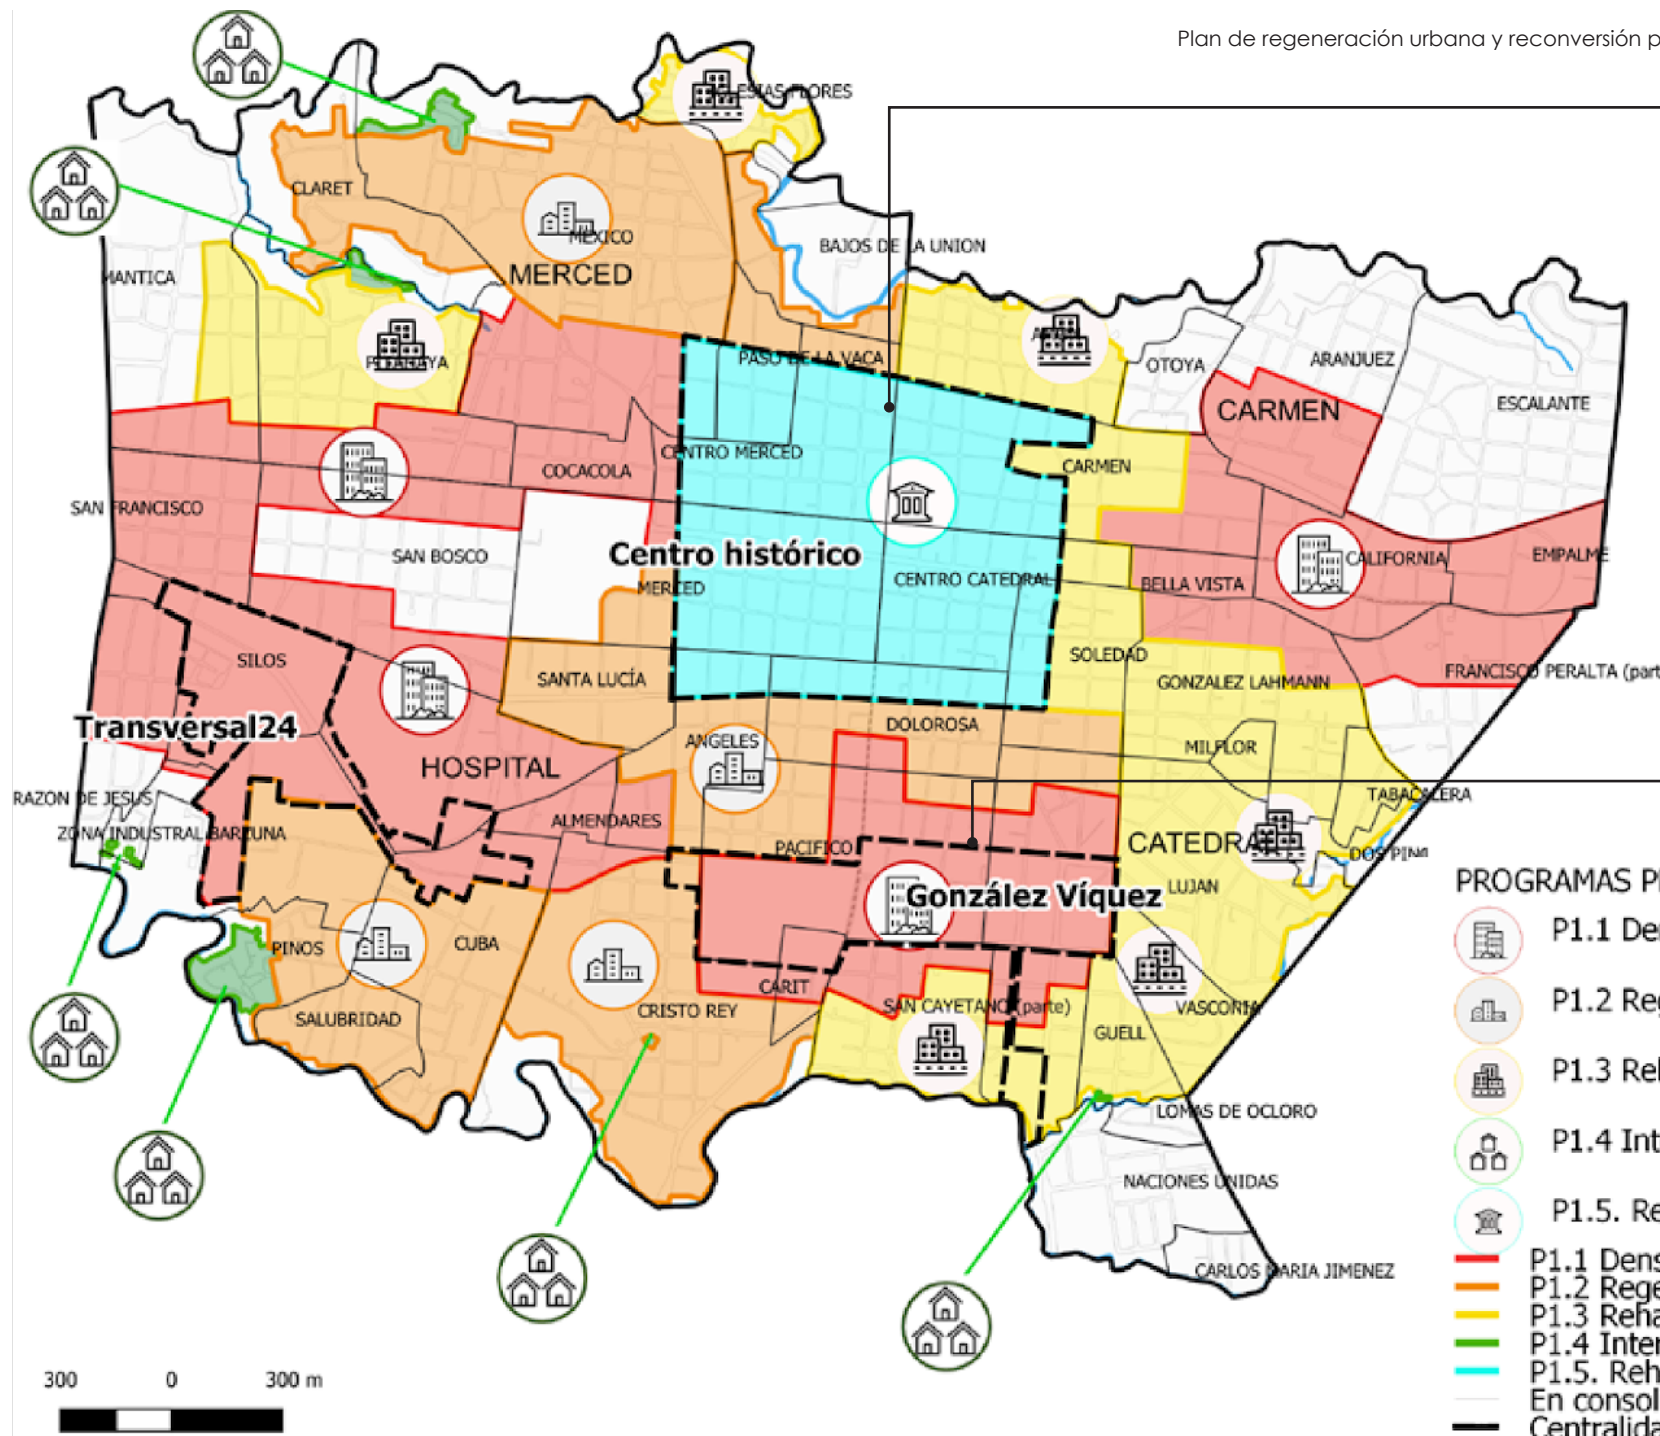 Plan de regeneración urbana y reconversión p
IGLESIAS FLORES
CLARET
MEXICO
MERCED
BAJOS DE LA UNION
MANTICA
PASO DE LA VACA
OTOYA
ARANJUEZ
CARMEN
ESCALANTE
CENTRO MERCED
CARMEN
COCACOLA
SAN FRANCISCO
SAN BOSCO
Centro histórico
CALIFORNIA
EMPALME
MERCED
CENTRO CATEDRAL
BELLA VISTA
SILOS
SANTA LUCÍA
SOLEDAD
GONZALEZ LAHMANN
FRANCISCO PERALTA (part
Transversal24
ANGELES
DOLOROSA
MILFLOR
HOSPITAL
RAZON DE JESUS
TABACALERA
ZONA INDUSTRAL BARZUNA
ALMENDARES
PACIFICO
CATEDRAL
DOS PINOS
LUJAN
González Víquez
PINOS
CUBA
CARIT
SALUBRIDAD
CRISTO REY
SAN CAYETANO (parte)
VASCONIA
GUELL
LOMAS DE OCLORO
NACIONES UNIDAS
CARLOS MARIA JIMENEZ
PROGRAMAS P
P1.1 De
P1.2 Re
P1.3 Re
P1.4 Int
P1.5. Re
P1.1 Dens
P1.2 Rege
P1.3 Reha
P1.4 Inter
P1.5. Reh
En consol
Centralida
300 0 300 m